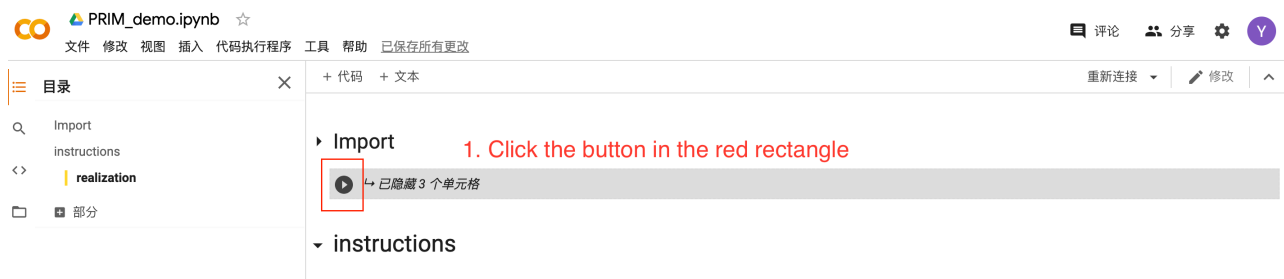 PRIM_demo.ipynb
文件 修改 视图 插入 代码执行程序 工具 帮助 已保存所有更改
评论 分享 Y
目录
Import
instructions
realization
部分
+ 代码 + 文本
重新连接 修改
Import
1. Click the button in the red rectangle
已隐藏 3 个单元格
instructions